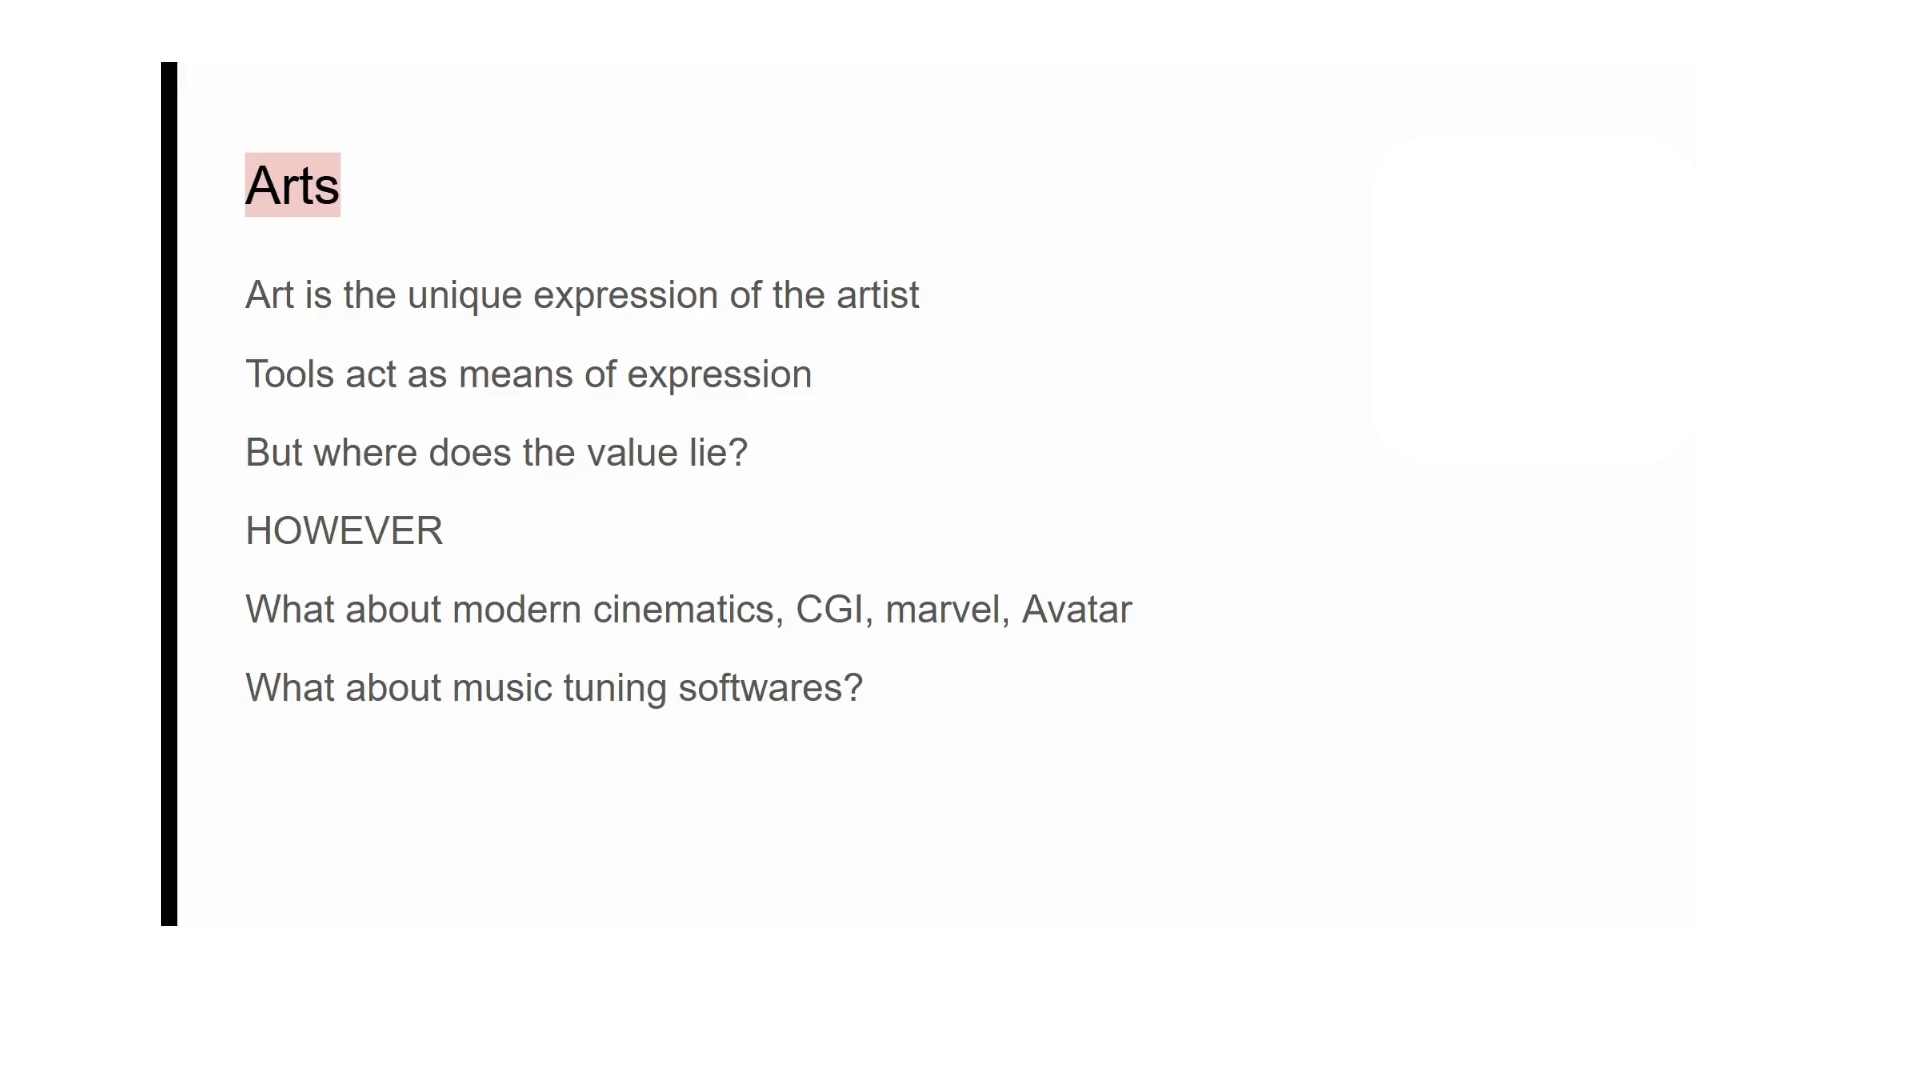 Arts
Art is the unique expression of the artist
Tools act as means of expression
But where does the value lie?
HOWEVER
What about modern cinematics, CGI, marvel, Avatar
What about music tuning softwares?